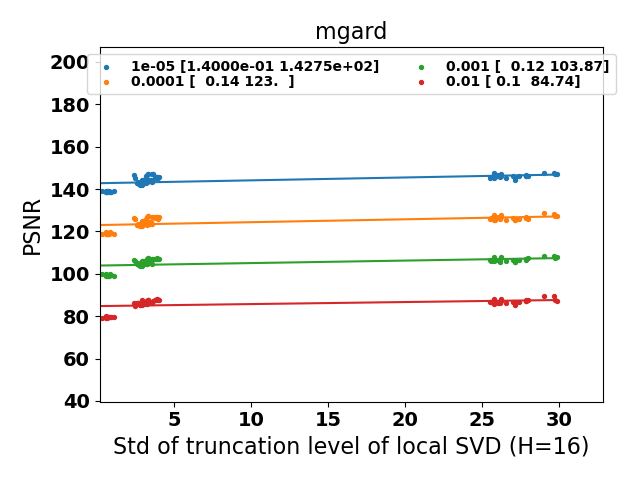 mgard
1e-05 [1.4000e-01 1.4275e+02]
0.0001 [  0.14 123.  ]
0.001 [  0.12 103.87]
0.01 [ 0.1  84.74]
PSNR
200
180
160
140
120
100
80
60
40
5 10 15 20 25 30
Std of truncation level of local SVD (H=16)